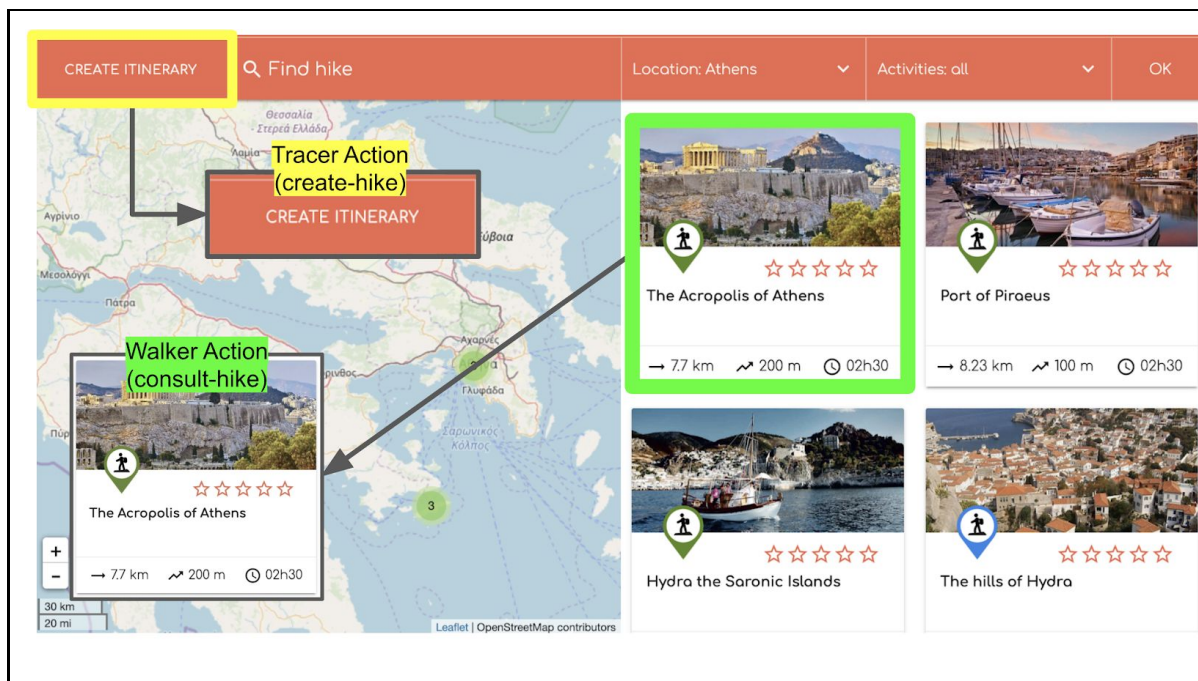 CREATE ITINERARY
Find hike
Location: Athens
Activities: all
OK
Θεσσαλία
- Στερεά Ελλάδα
Λαμία
Tracer Action
(create-hike)
CREATE ITINERARY
Αγρίνιο
Εύβοια
Μεσολόγγι
Πάτρα
Αχαρνές
Γλυφάδα
Σαρωνικός
Κόλπος
3
Walker Action
(consult-hike)
The Acropolis of Athens
7.7 km
200 m
02h30
+
−
30 km
20 mi
Leaflet | OpenStreetMap contributors
The Acropolis of Athens
7.7 km
200 m
02h30
Port of Piraeus
8.23 km
100 m
02h30
Hydra the Saronic Islands
The hills of Hydra